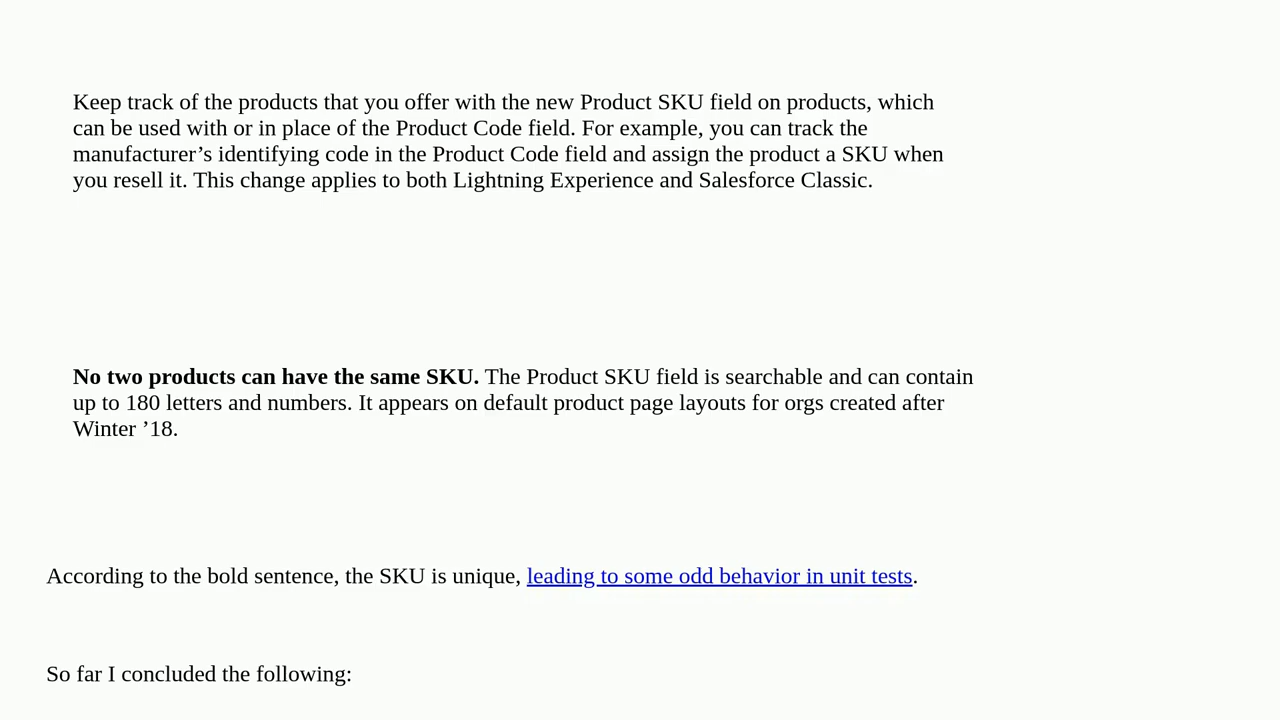 Keep track of the products that you offer with the new Product SKU field on products, which
can be used with or in place of the Product Code field. For example, you can track the
manufacturer’s identifying code in the Product Code field and assign the product a SKU when
you resell it. This change applies to both Lightning Experience and Salesforce Classic.
No two products can have the same SKU. The Product SKU field is searchable and can contain
up to 180 letters and numbers. It appears on default product page layouts for orgs created after
Winter ’18.
According to the bold sentence, the SKU is unique, leading to some odd behavior in unit tests.
So far I concluded the following: